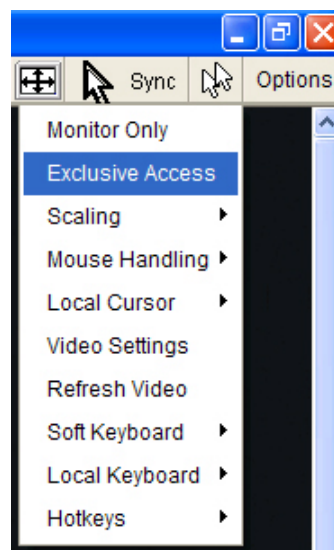 Sync Options
Monitor Only
Exclusive Access
Scaling
Mouse Handling
Local Cursor
Video Settings
Refresh Video
Soft Keyboard
Local Keyboard
Hotkeys